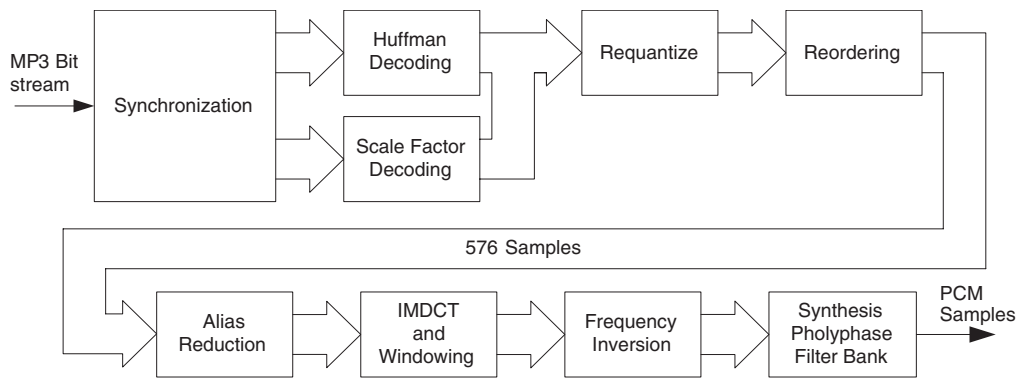 MP3 Bit
stream
Synchronization
Huffman
Decoding
Scale Factor
Decoding
Requantize
Reordering
576 Samples
Alias
Reduction
IMDCT
and
Windowing
Frequency
Inversion
Synthesis
Pholyphase
Filter Bank
PCM
Samples